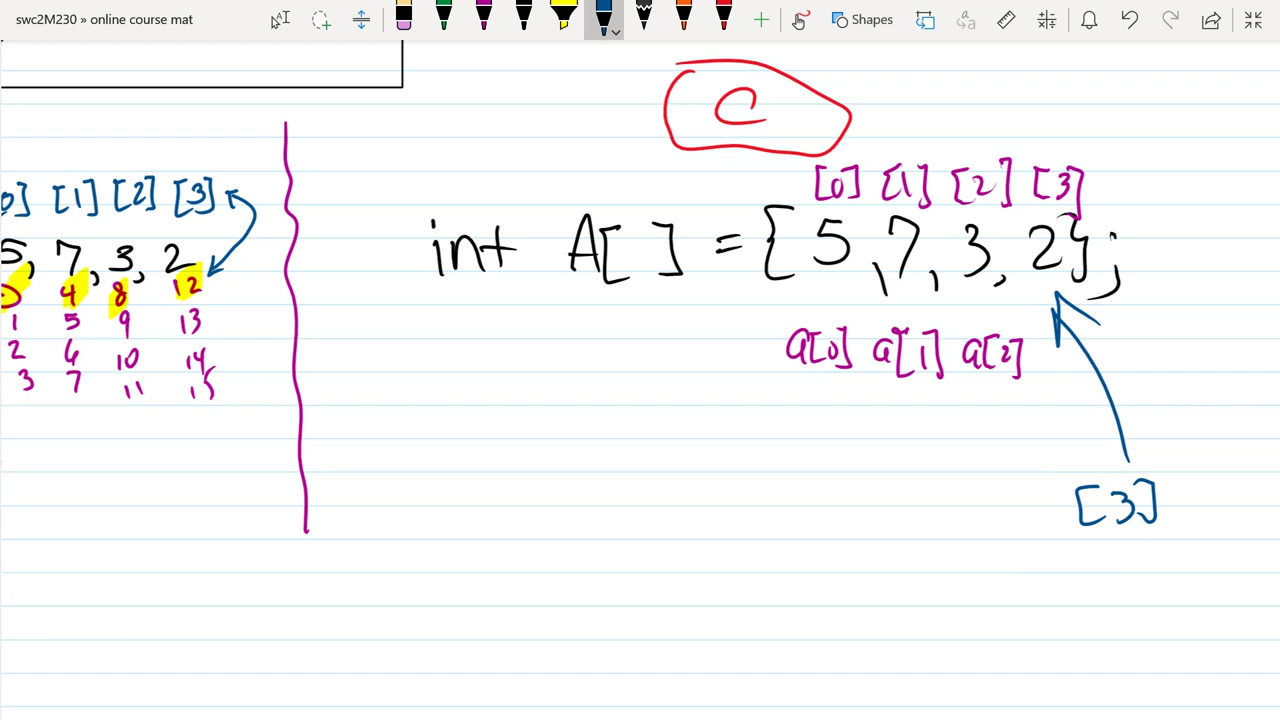 swc2M230 » online course mat
Shapes
C
0] [1] [2] [3]
5, 7, 3, 2
0 4 8 12
1 5 9 13
2 6 10 14
3 7 11 15
[0] [1] [2] [3]
int A[ ] = { 5, 7, 3, 2};
a[0] a[1] a[2]
[3]